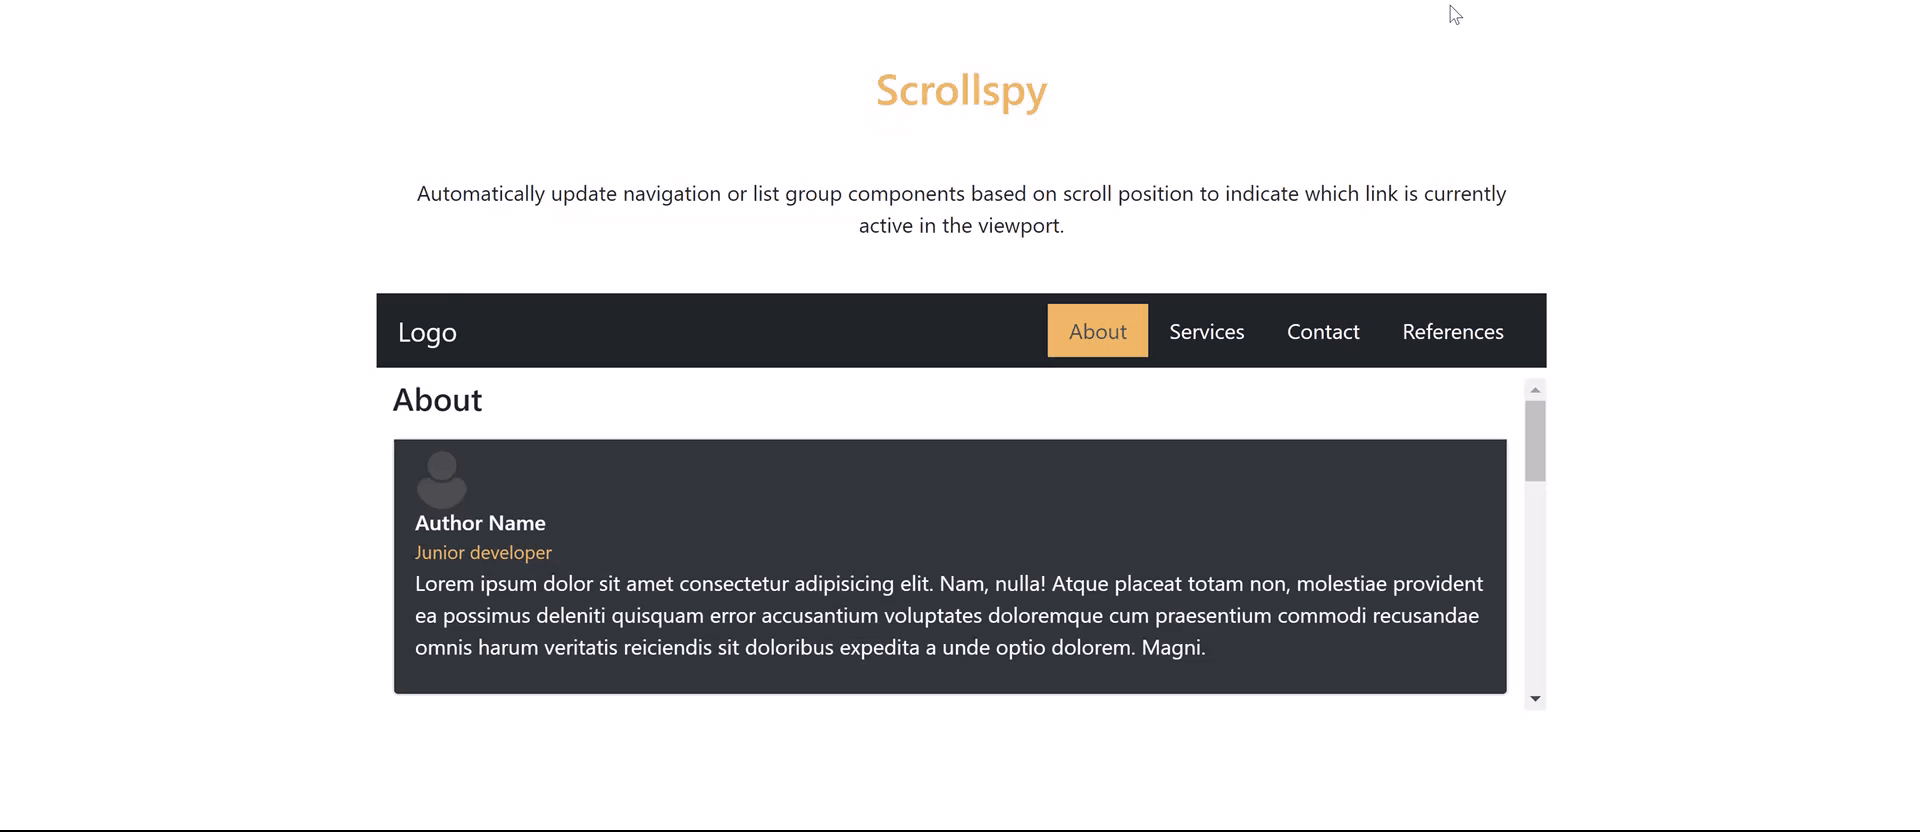 Scrollspy
Automatically update navigation or list group components based on scroll position to indicate which link is currently
active in the viewport.
Logo About Services Contact References
About
Author Name
Junior developer
Lorem ipsum dolor sit amet consectetur adipisicing elit. Nam, nulla! Atque placeat totam non, molestiae provident
ea possimus deleniti quisquam error accusantium voluptates doloremque cum praesentium commodi recusandae
omnis harum veritatis reiciendis sit doloribus expedita a unde optio dolorem. Magni.